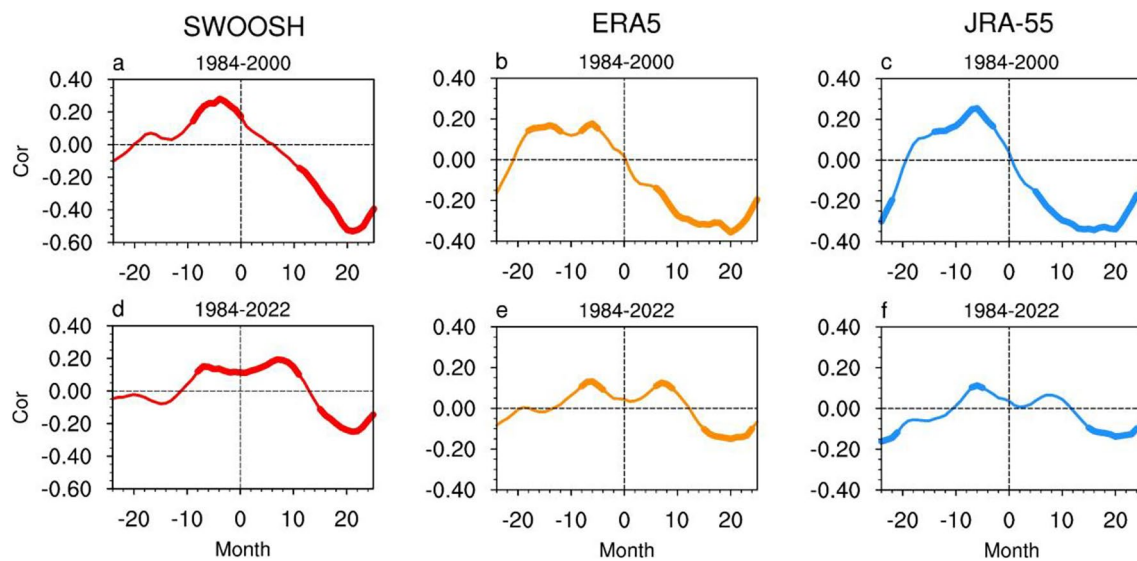 SWOOSH ERA5 JRA-55
a 1984-2000 b 1984-2000 c 1984-2000
0.40 0.40 0.40
0.20 0.20 0.20
0.00 0.00 0.00
-0.20 -0.20 -0.20
-0.40 -0.40 -0.40
-0.60
Cor
-20 -10 0 10 20 -20 -10 0 10 20 -20 -10 0 10 20
d 1984-2022 e 1984-2022 f 1984-2022
0.40 0.40 0.40
0.20 0.20 0.20
0.00 0.00 0.00
-0.20 -0.20 -0.20
-0.40 -0.40 -0.40
-0.60
Cor
-20 -10 0 10 20 -20 -10 0 10 20 -20 -10 0 10 20
Month Month Month